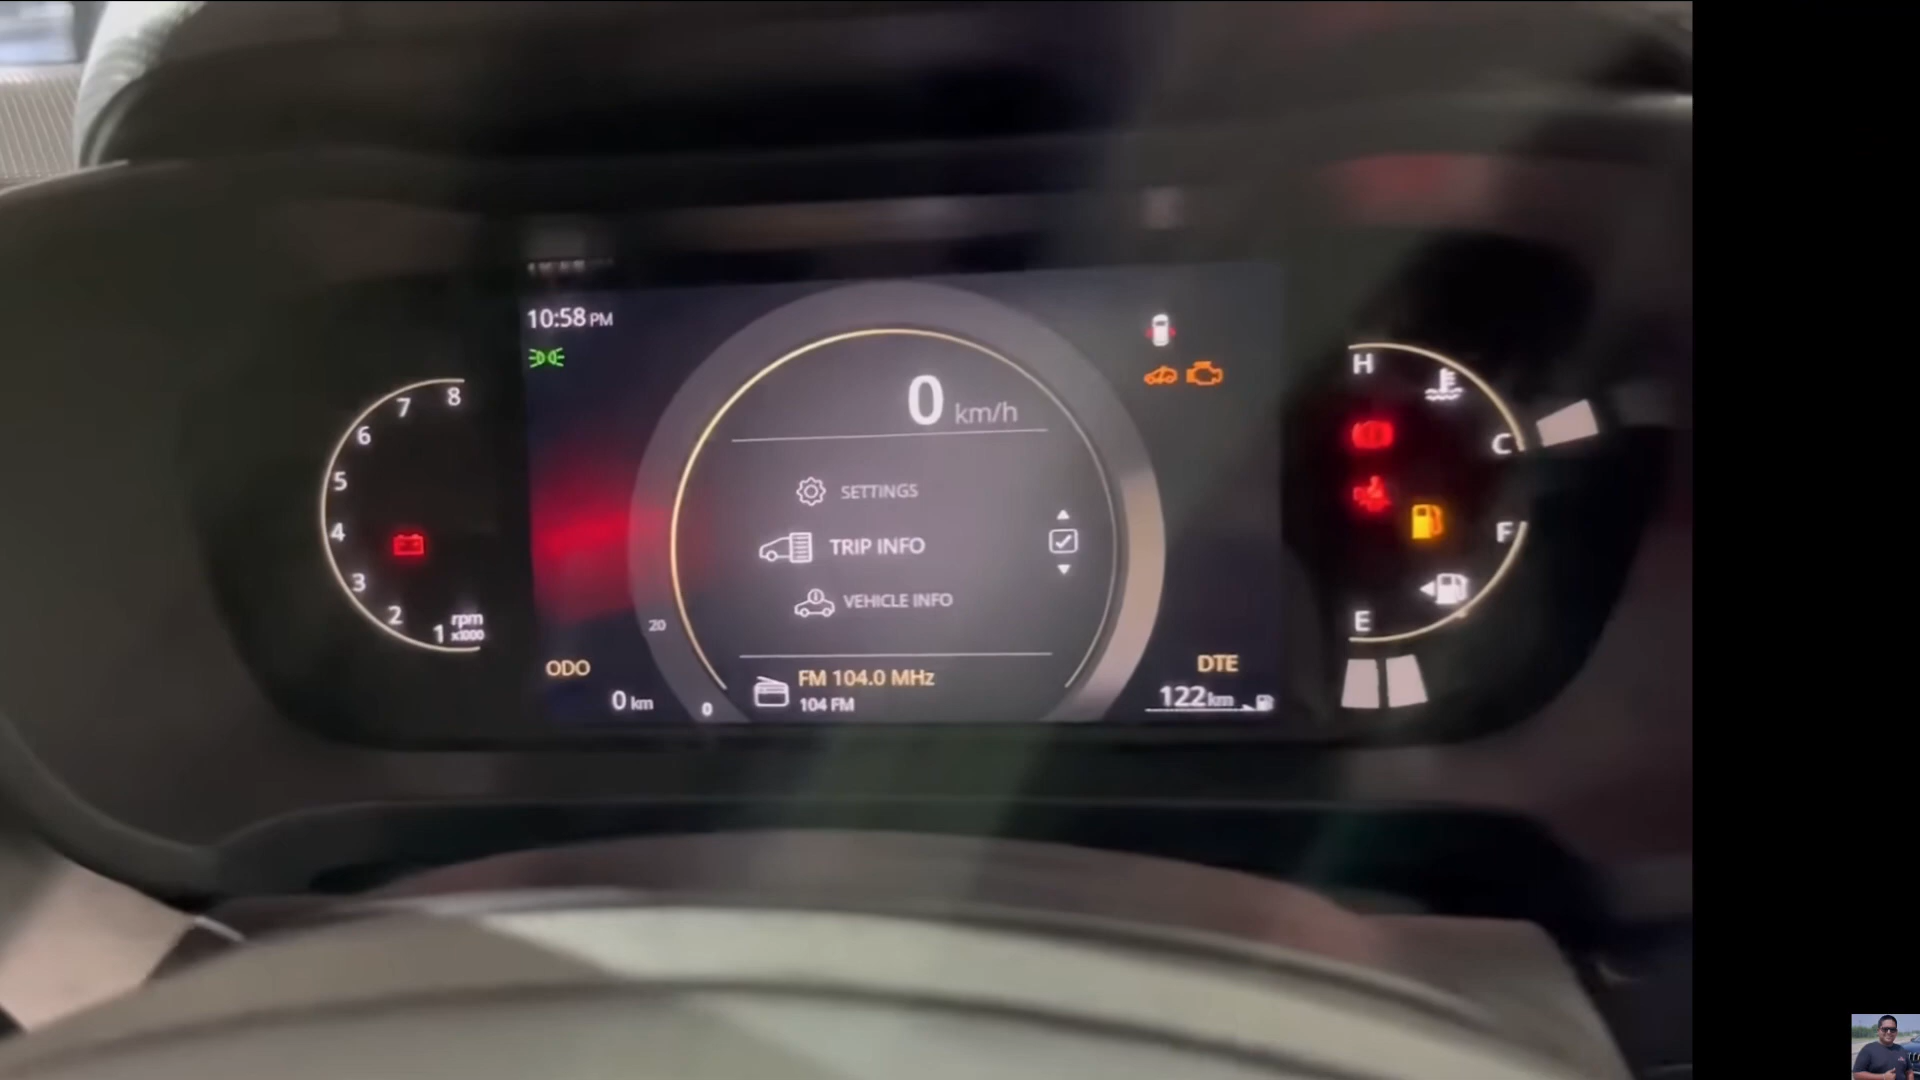 10:58 PM
8
7
6
5
4
3
2
1
rpm
x1000
0 km/h
SETTINGS
TRIP INFO
VEHICLE INFO
20
0
ODO
0 km
FM 104.0 MHz
104 FM
DTE
122 km
H
C
F
E